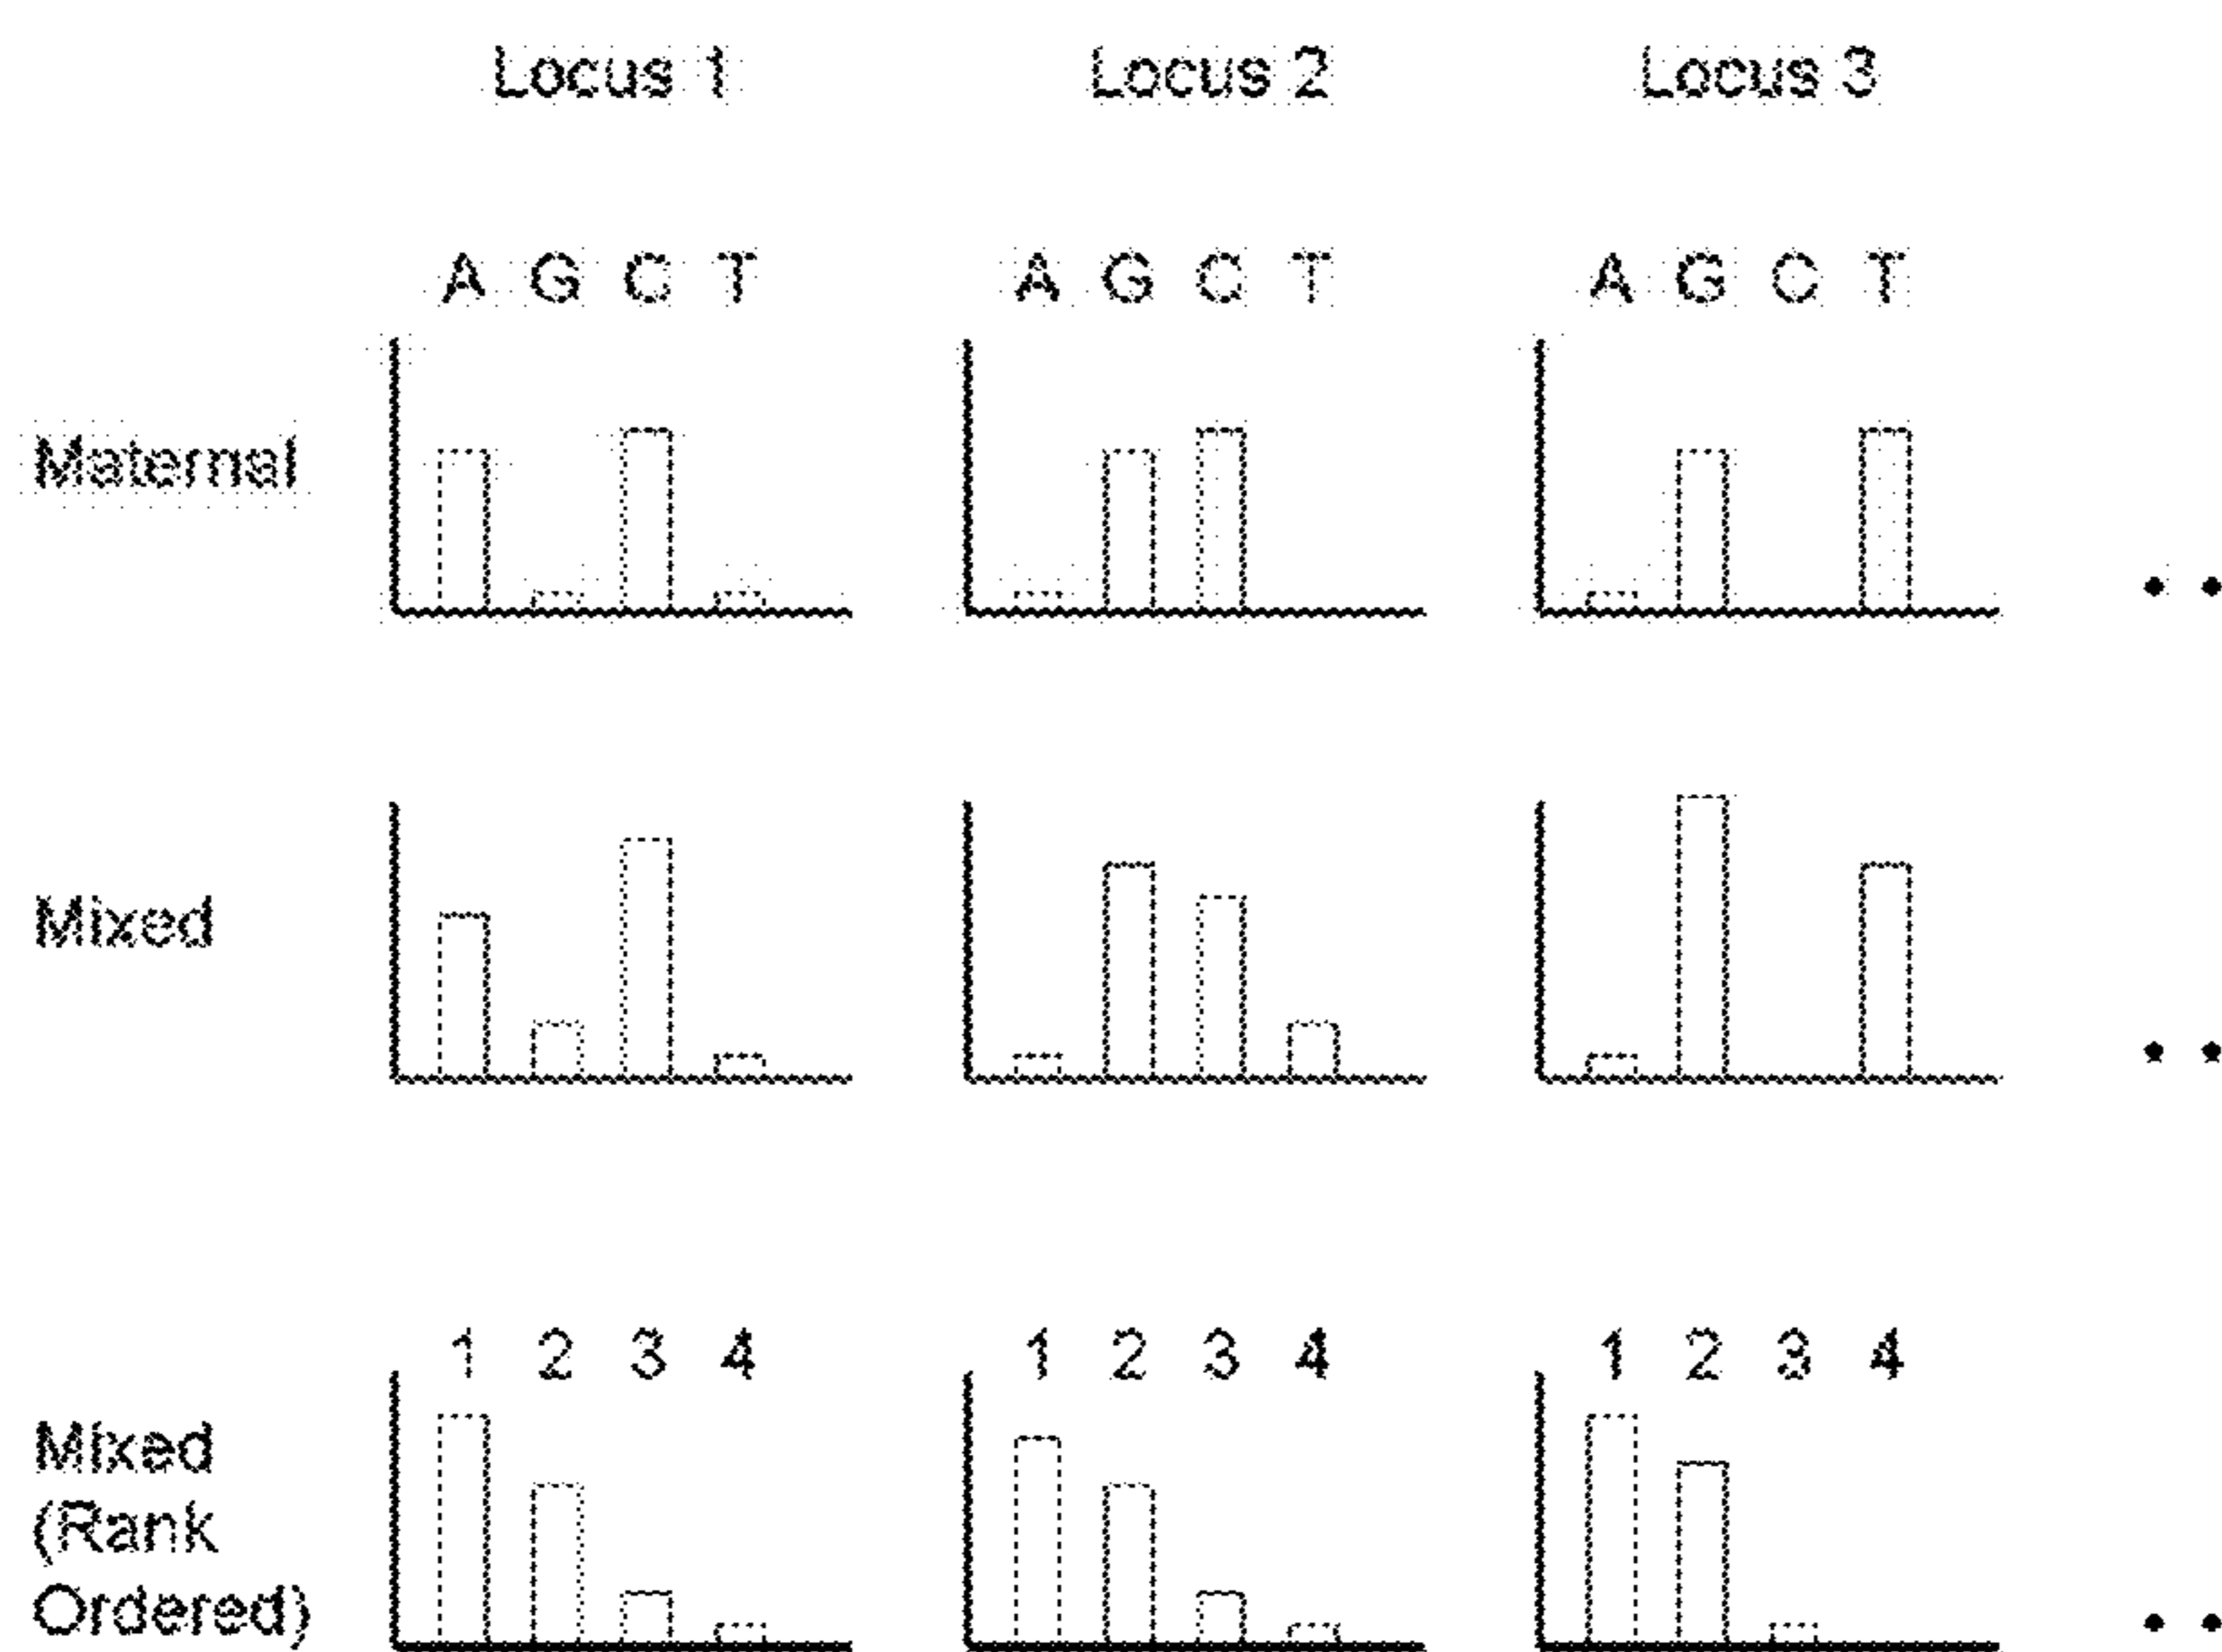 Locus 1 Locus 2 Locus 3
A G C T A G C T A G C T
Maternal
Mixed
1 2 3 4 1 2 3 4 1 2 3 4
Mixed
(Rank
Ordered)